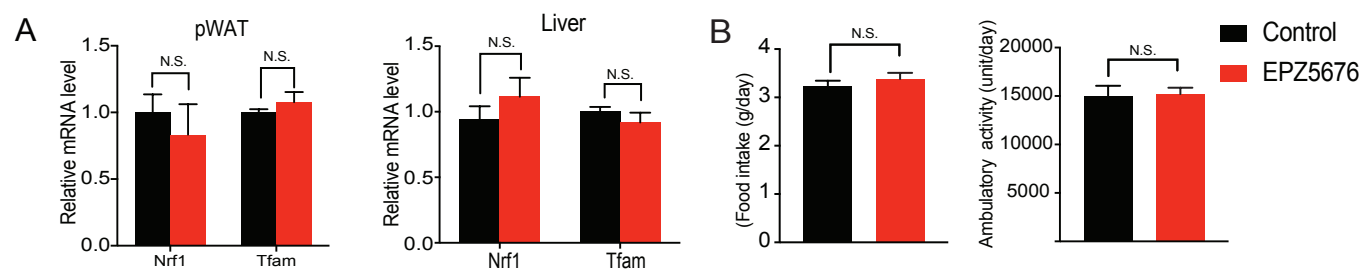 A
pWAT
Relative mRNA level
1.5
1.0
0.5
0.0
N.S.
N.S.
Nrf1
Tfam
Liver
Relative mRNA level
1.5
1.0
0.5
0.0
N.S.
N.S.
Nrf1
Tfam
B
(Food intake (g/day)
4
3
2
1
0
N.S.
Ambulatory activity (unit/day)
20000
15000
10000
5000
N.S.
Control
EPZ5676